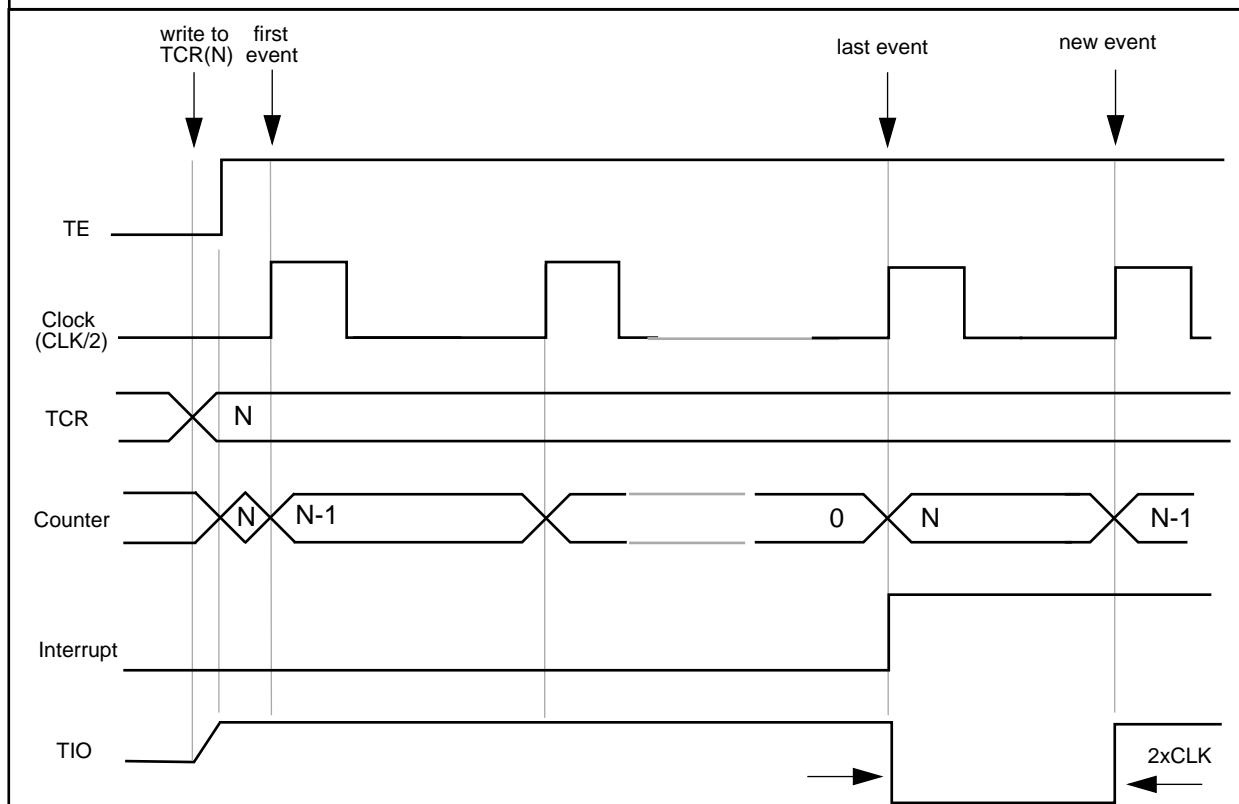 write to
TCR(N)
first
event
last event
new event
TE
Clock
(CLK/2)
TCR
N
Counter
N
N-1
0
N
N-1
Interrupt
TIO
2xCLK